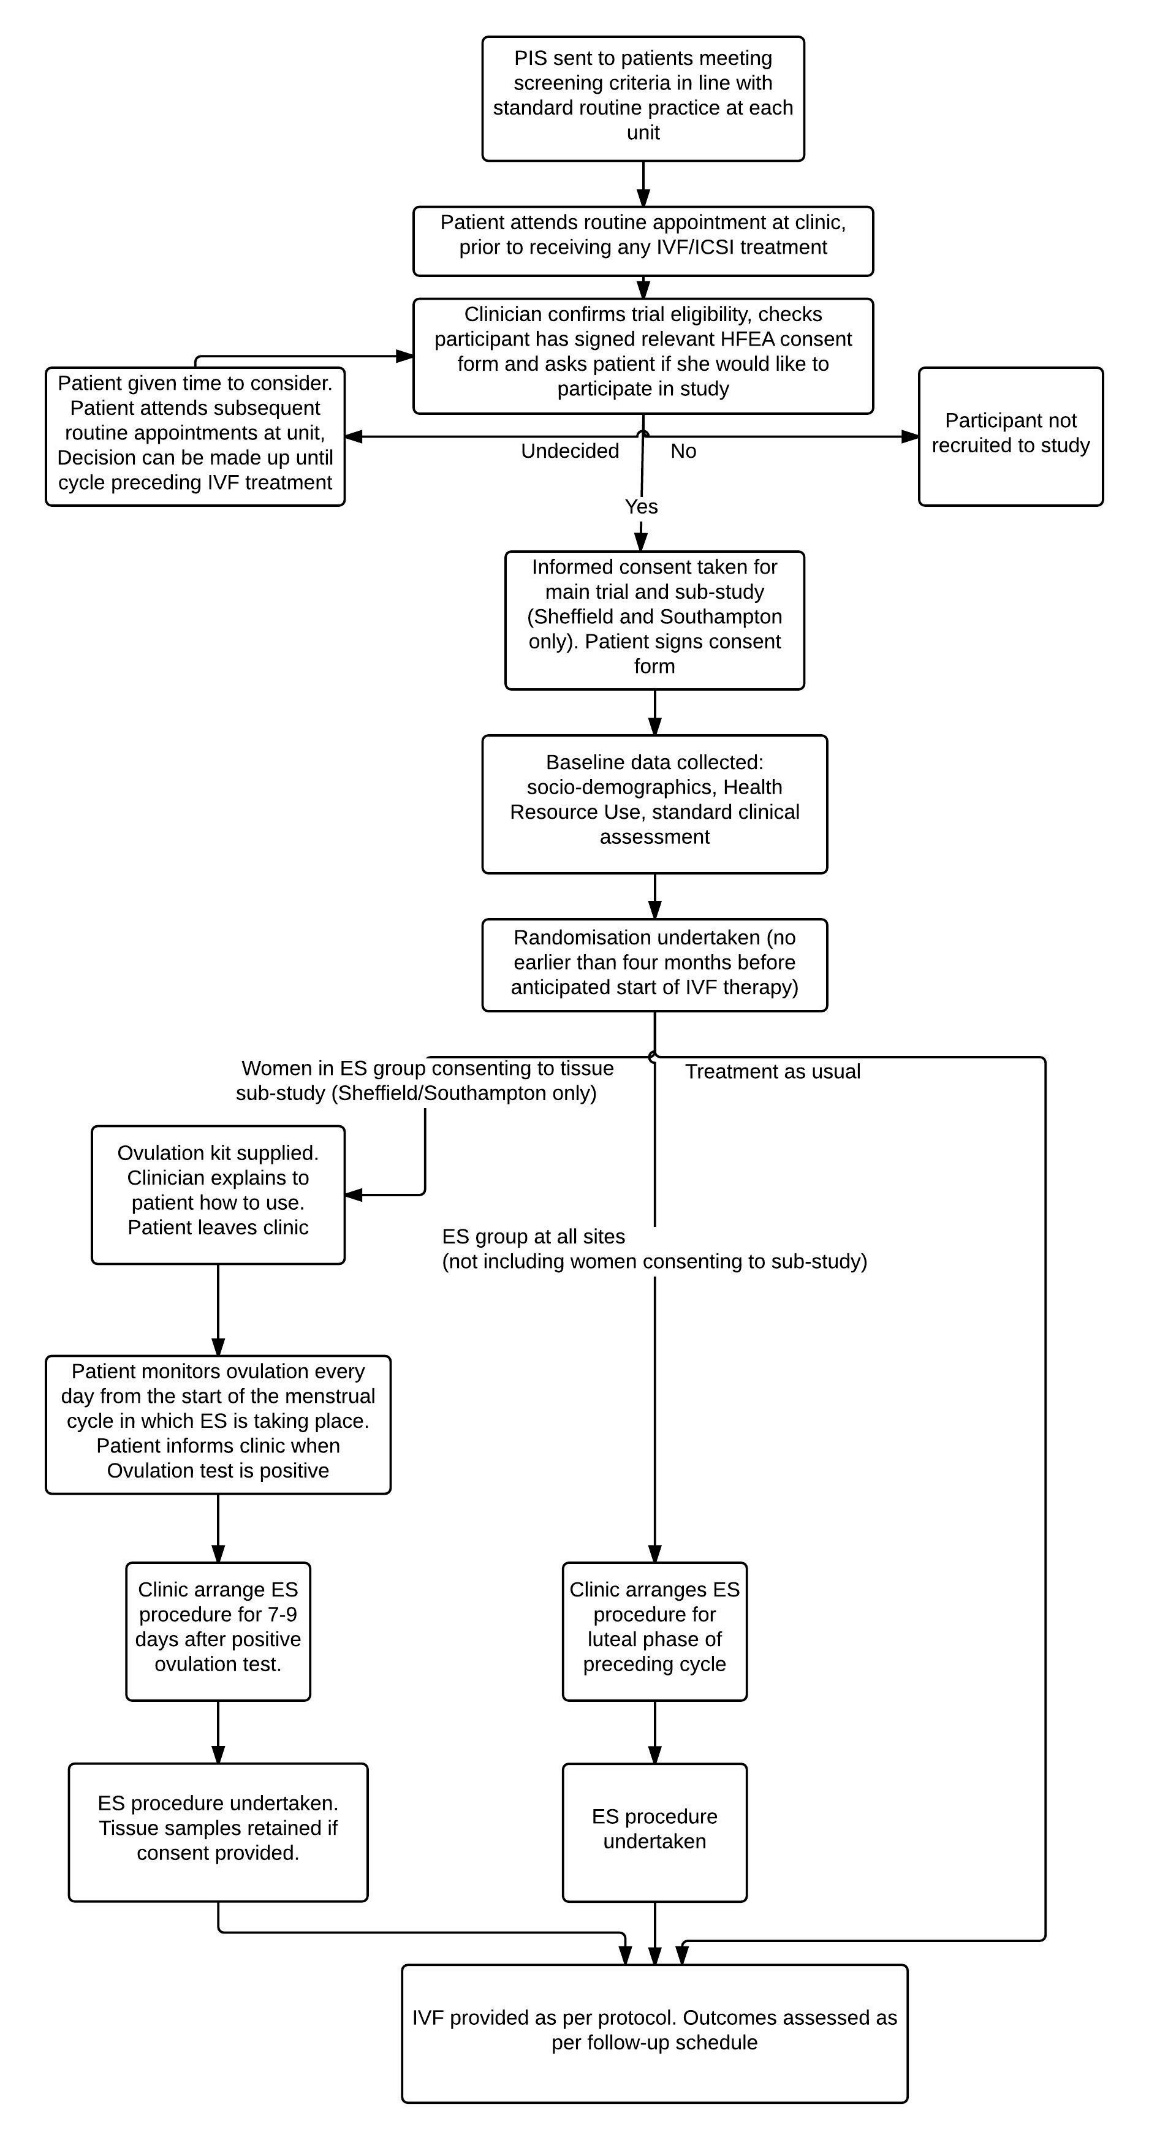 PIS sent to patients meeting
screening criteria in line with
standard routine practice at each
unit
Patient attends routine appointment at clinic,
prior to receiving any IVF/ICSI treatment
Clinician confirms trial eligibility, checks
participant has signed relevant HFEA consent
form and asks patient if she would like to
participate in study
Patient given time to consider.
Patient attends subsequent
routine appointments at unit,
Decision can be made up until
cycle preceding IVF treatment
Participant not
recruited to study
Undecided
No
Yes
Informed consent taken for
main trial and sub-study
(Sheffield and Southampton
only). Patient signs consent
form
Baseline data collected:
socio-demographics, Health
Resource Use, standard clinical
assessment
Randomisation undertaken (no
earlier than four months before
anticipated start of IVF therapy)
Women in ES group consenting to tissue
sub-study (Sheffield/Southampton only)
Treatment as usual
Ovulation kit supplied.
Clinician explains to
patient how to use.
Patient leaves clinic
ES group at all sites
(not including women consenting to sub-study)
Patient monitors ovulation every
day from the start of the menstrual
cycle in which ES is taking place.
Patient informs clinic when
Ovulation test is positive
Clinic arrange ES
procedure for 7-9
days after positive
ovulation test.
Clinic arranges ES
procedure for
luteal phase of
preceding cycle
ES procedure undertaken.
Tissue samples retained if
consent provided.
ES procedure
undertaken
IVF provided as per protocol. Outcomes assessed as
per follow-up schedule